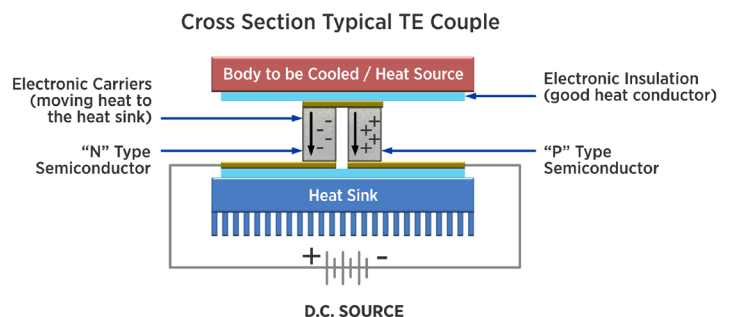 Cross Section Typical TE Couple
Body to be Cooled / Heat Source
Electronic Carriers
(moving heat to
the heat sink)
Electronic Insulation
(good heat conductor)
“N” Type
Semiconductor
“P” Type
Semiconductor
Heat Sink
+ -
D.C. SOURCE